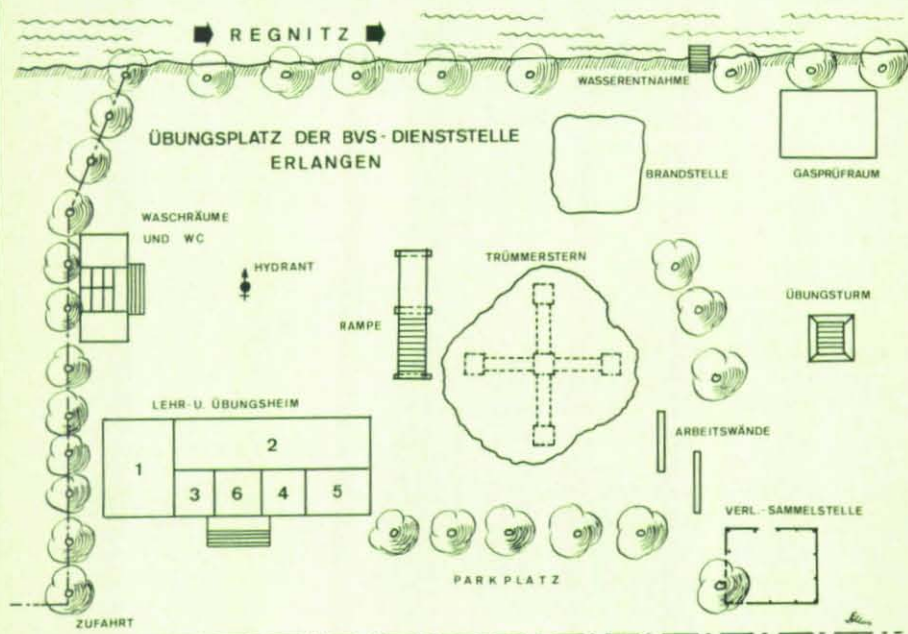 REGNITZ
WASSERENTNAHME
ÜBUNGSPLATZ DER BVS-DIENSTSTELLE
ERLANGEN
BRANDSTELLE
GASPRÜFRAUM
WASCHRÄUME
UND WC
HYDRANT
TRÜMMERSTERN
ÜBUNGSTURM
RAMPE
LEHR- U. ÜBUNGSHEIM
1
2
3
6
4
5
ARBEITSWÄNDE
VERL.-SAMMELSTELLE
PARKPLATZ
ZUFAHRT